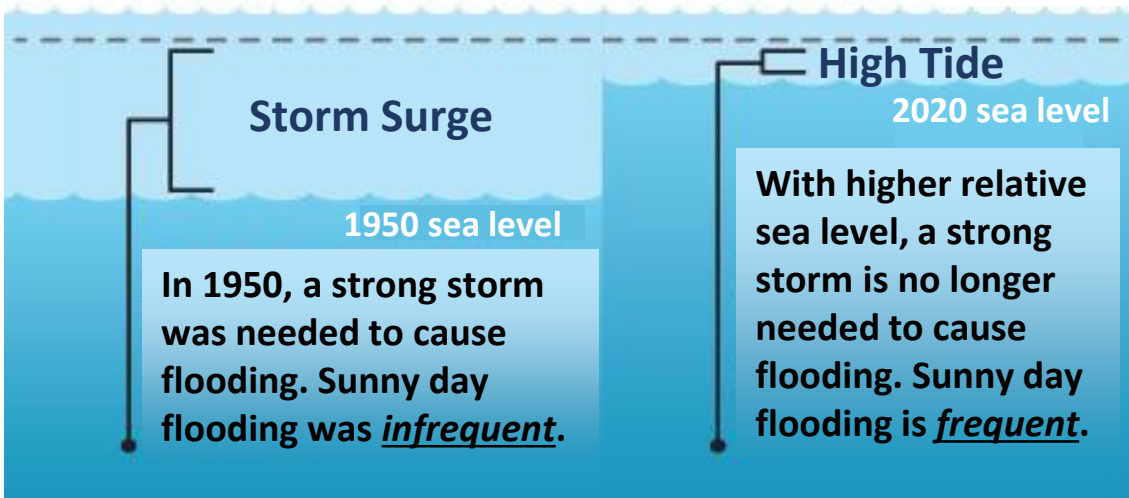 Storm Surge
1950 sea level
In 1950, a strong storm
was needed to cause
flooding. Sunny day
flooding was infrequent.
High Tide
2020 sea level
With higher relative
sea level, a strong
storm is no longer
needed to cause
flooding. Sunny day
flooding is frequent.